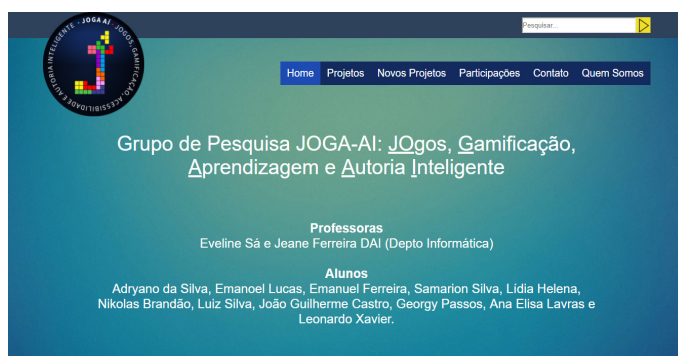 JOGA AÍ - JOGOS, GAMIFICAÇÃO, ACESSIBILIDADE E AUTORIA INTELIGENTE
Pesquisar...
Home Projetos Novos Projetos Participações Contato Quem Somos
Grupo de Pesquisa JOGA-AI: JOgos, Gamificação,
Aprendizagem e Autoria Inteligente
Professoras
Eveline Sá e Jeane Ferreira DAI (Depto Informática)
Alunos
Adryano da Silva, Emanoel Lucas, Emanuel Ferreira, Samarion Silva, Lídia Helena,
Nikolas Brandão, Luiz Silva, João Guilherme Castro, Georgy Passos, Ana Elisa Lavras e
Leonardo Xavier.